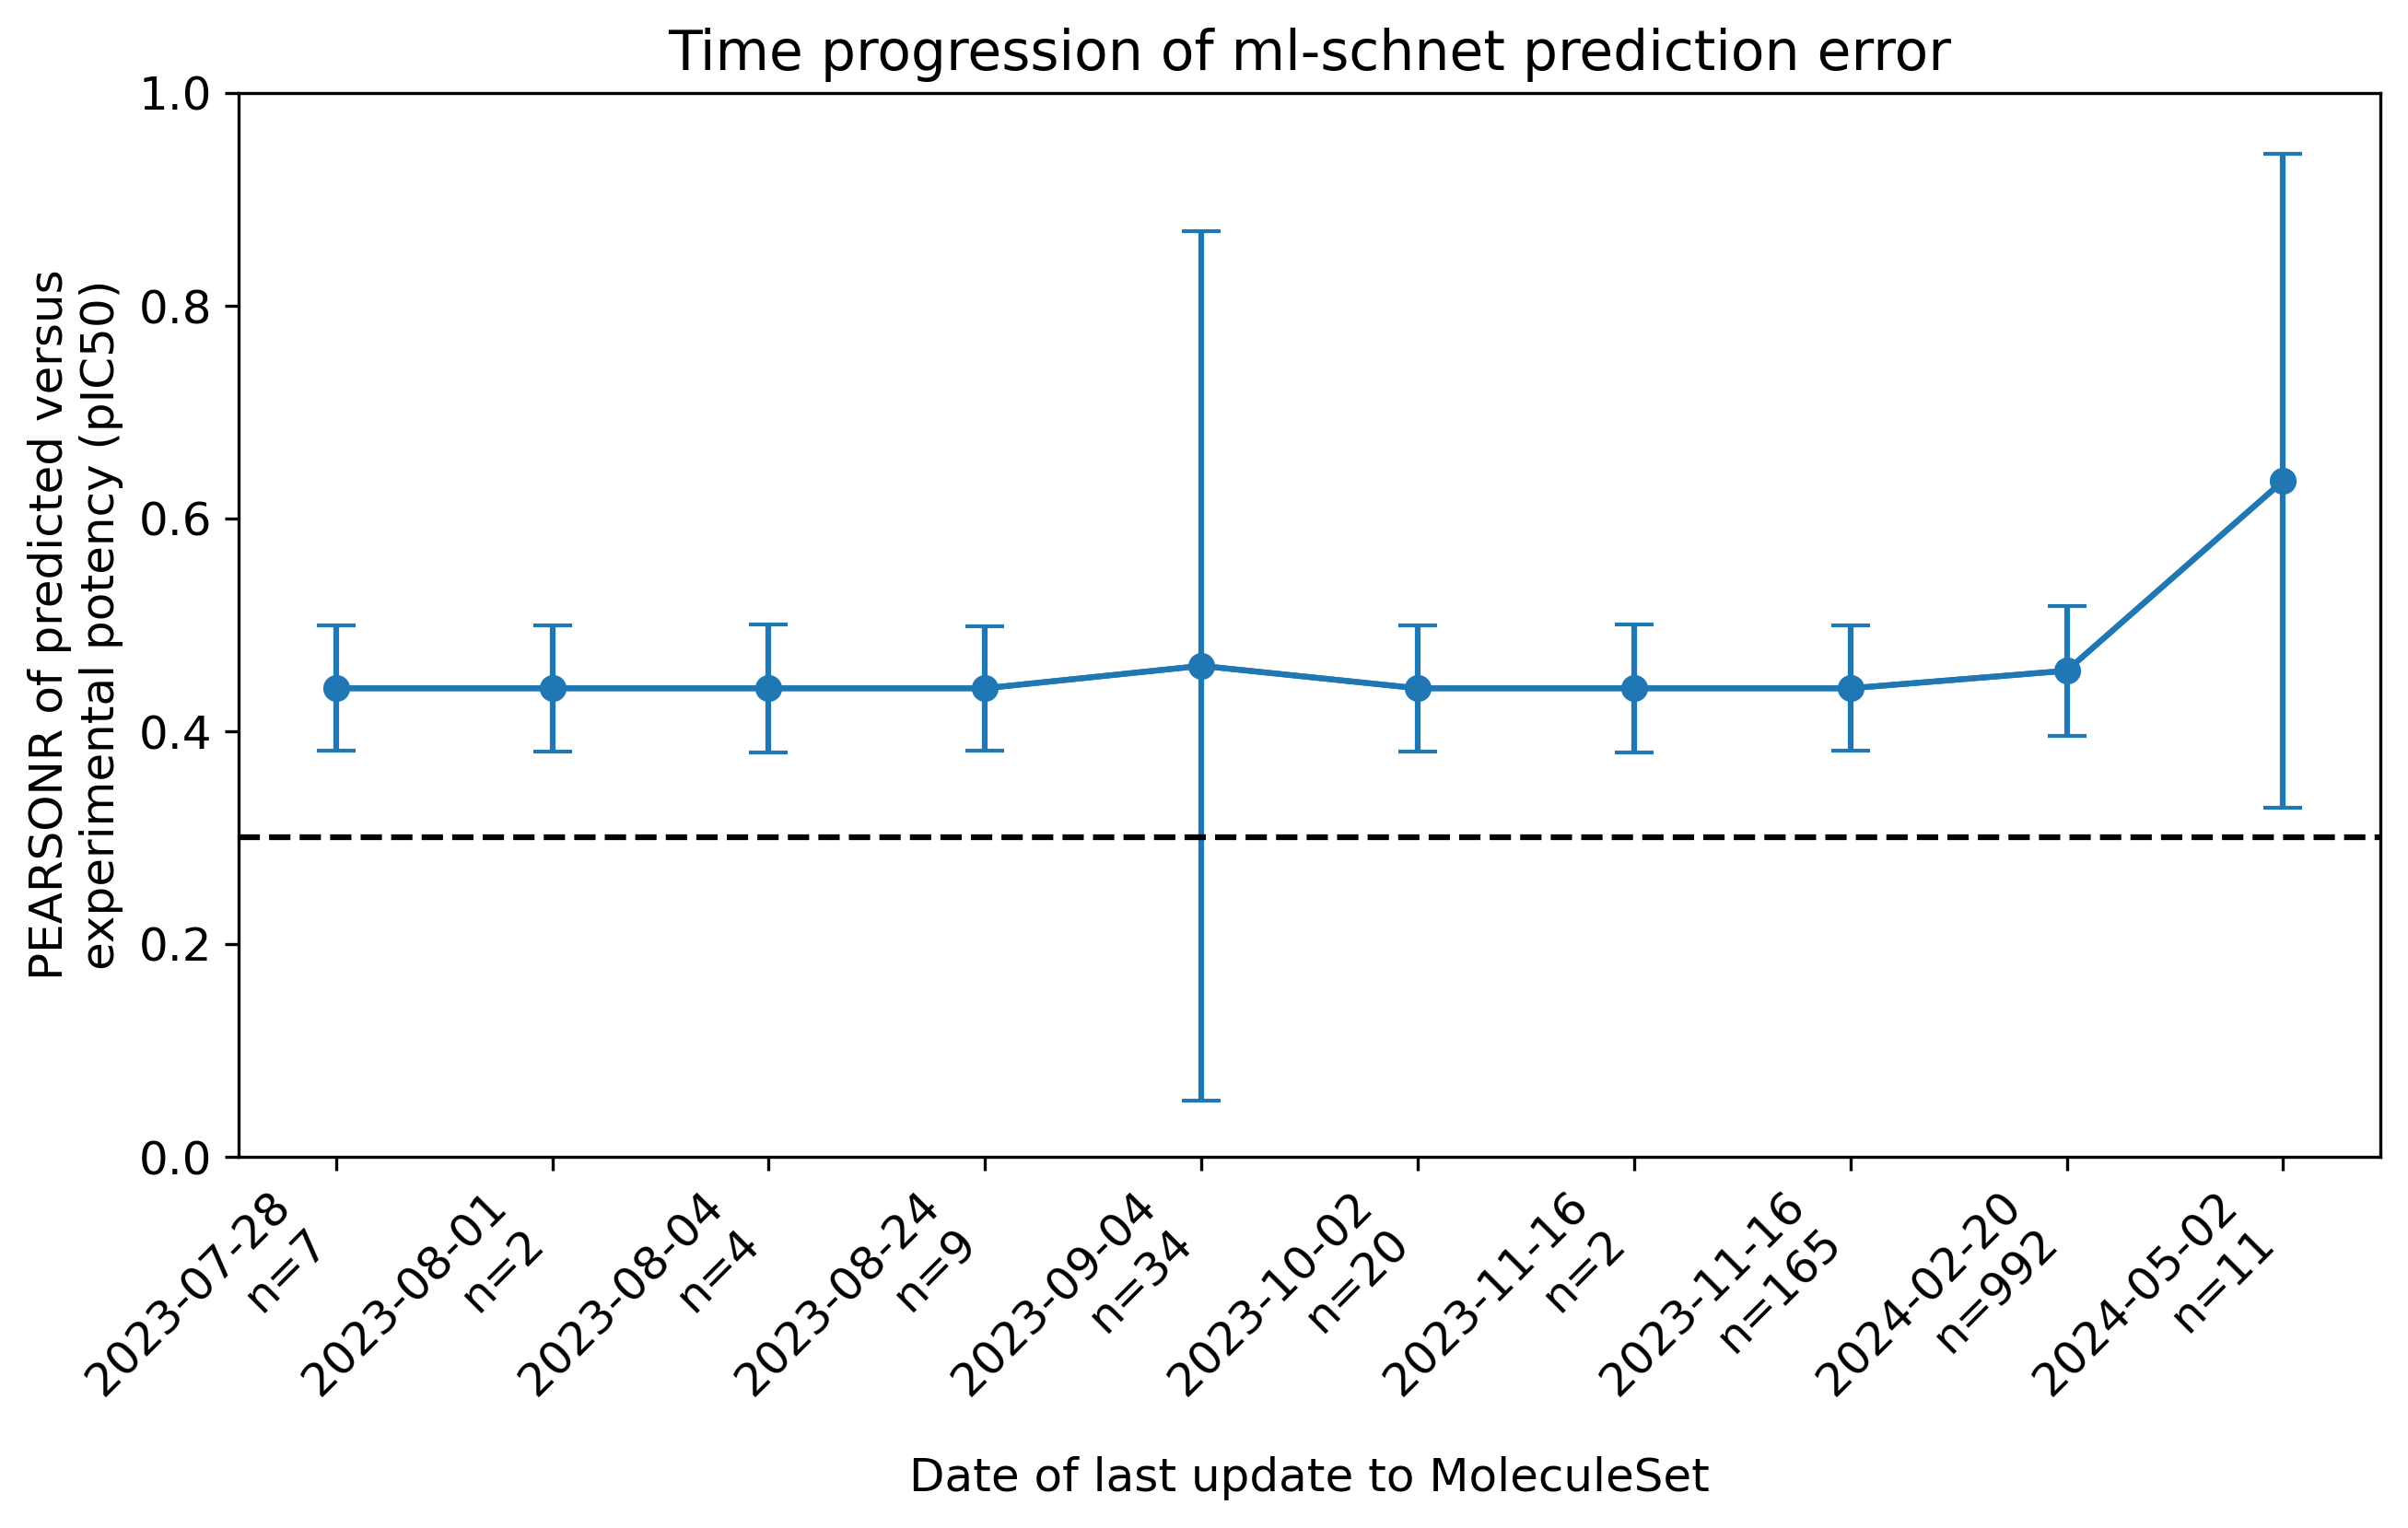 Time progression of ml-schnet prediction error
PEARSONR of predicted versus
experimental potency (pIC50)
1.0
0.8
0.6
0.4
0.2
0.0
2023-07-28
n=7
2023-08-01
n=2
2023-08-04
n=4
2023-08-24
n=9
2023-09-04
n=34
2023-10-02
n=20
2023-11-16
n=2
2023-11-16
n=165
2024-02-20
n=992
2024-05-02
n=11
Date of last update to MoleculeSet